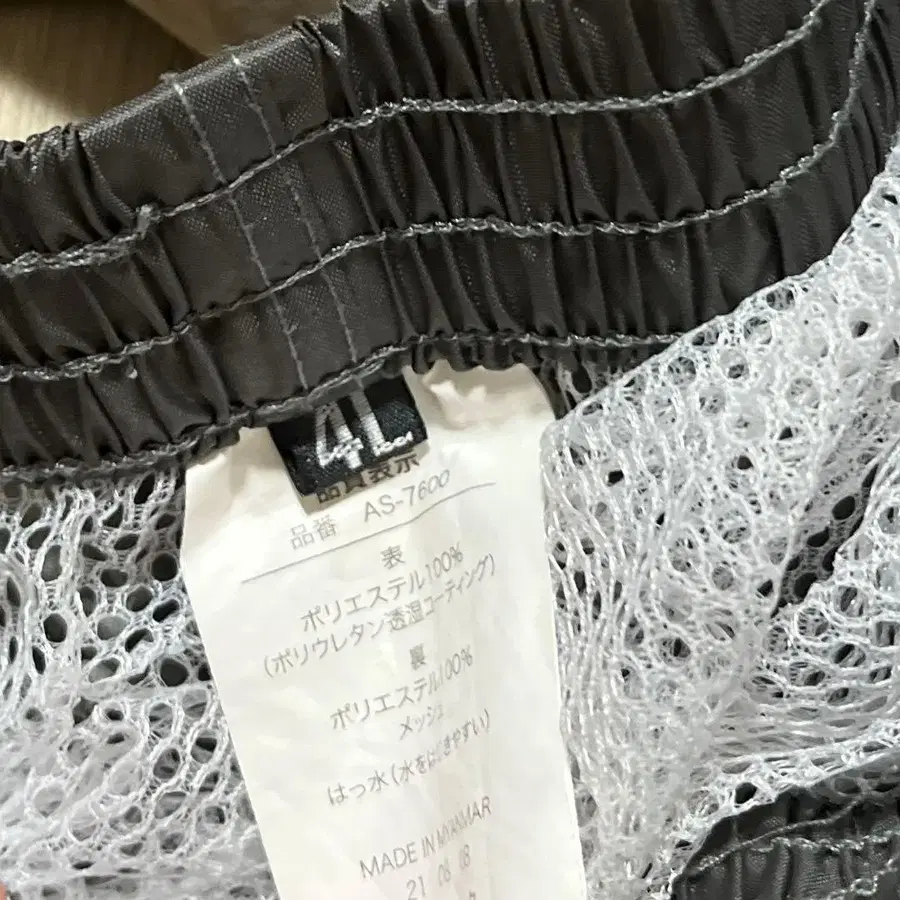 4L
品質表示
品番 AS-7600
表
ポリエステル100%
(ポリウレタン透湿コーティング)
裏
ポリエステル100%
メッシュ
はっ水(水をはじきやすい)
MADE IN MYANMAR
21 08 08